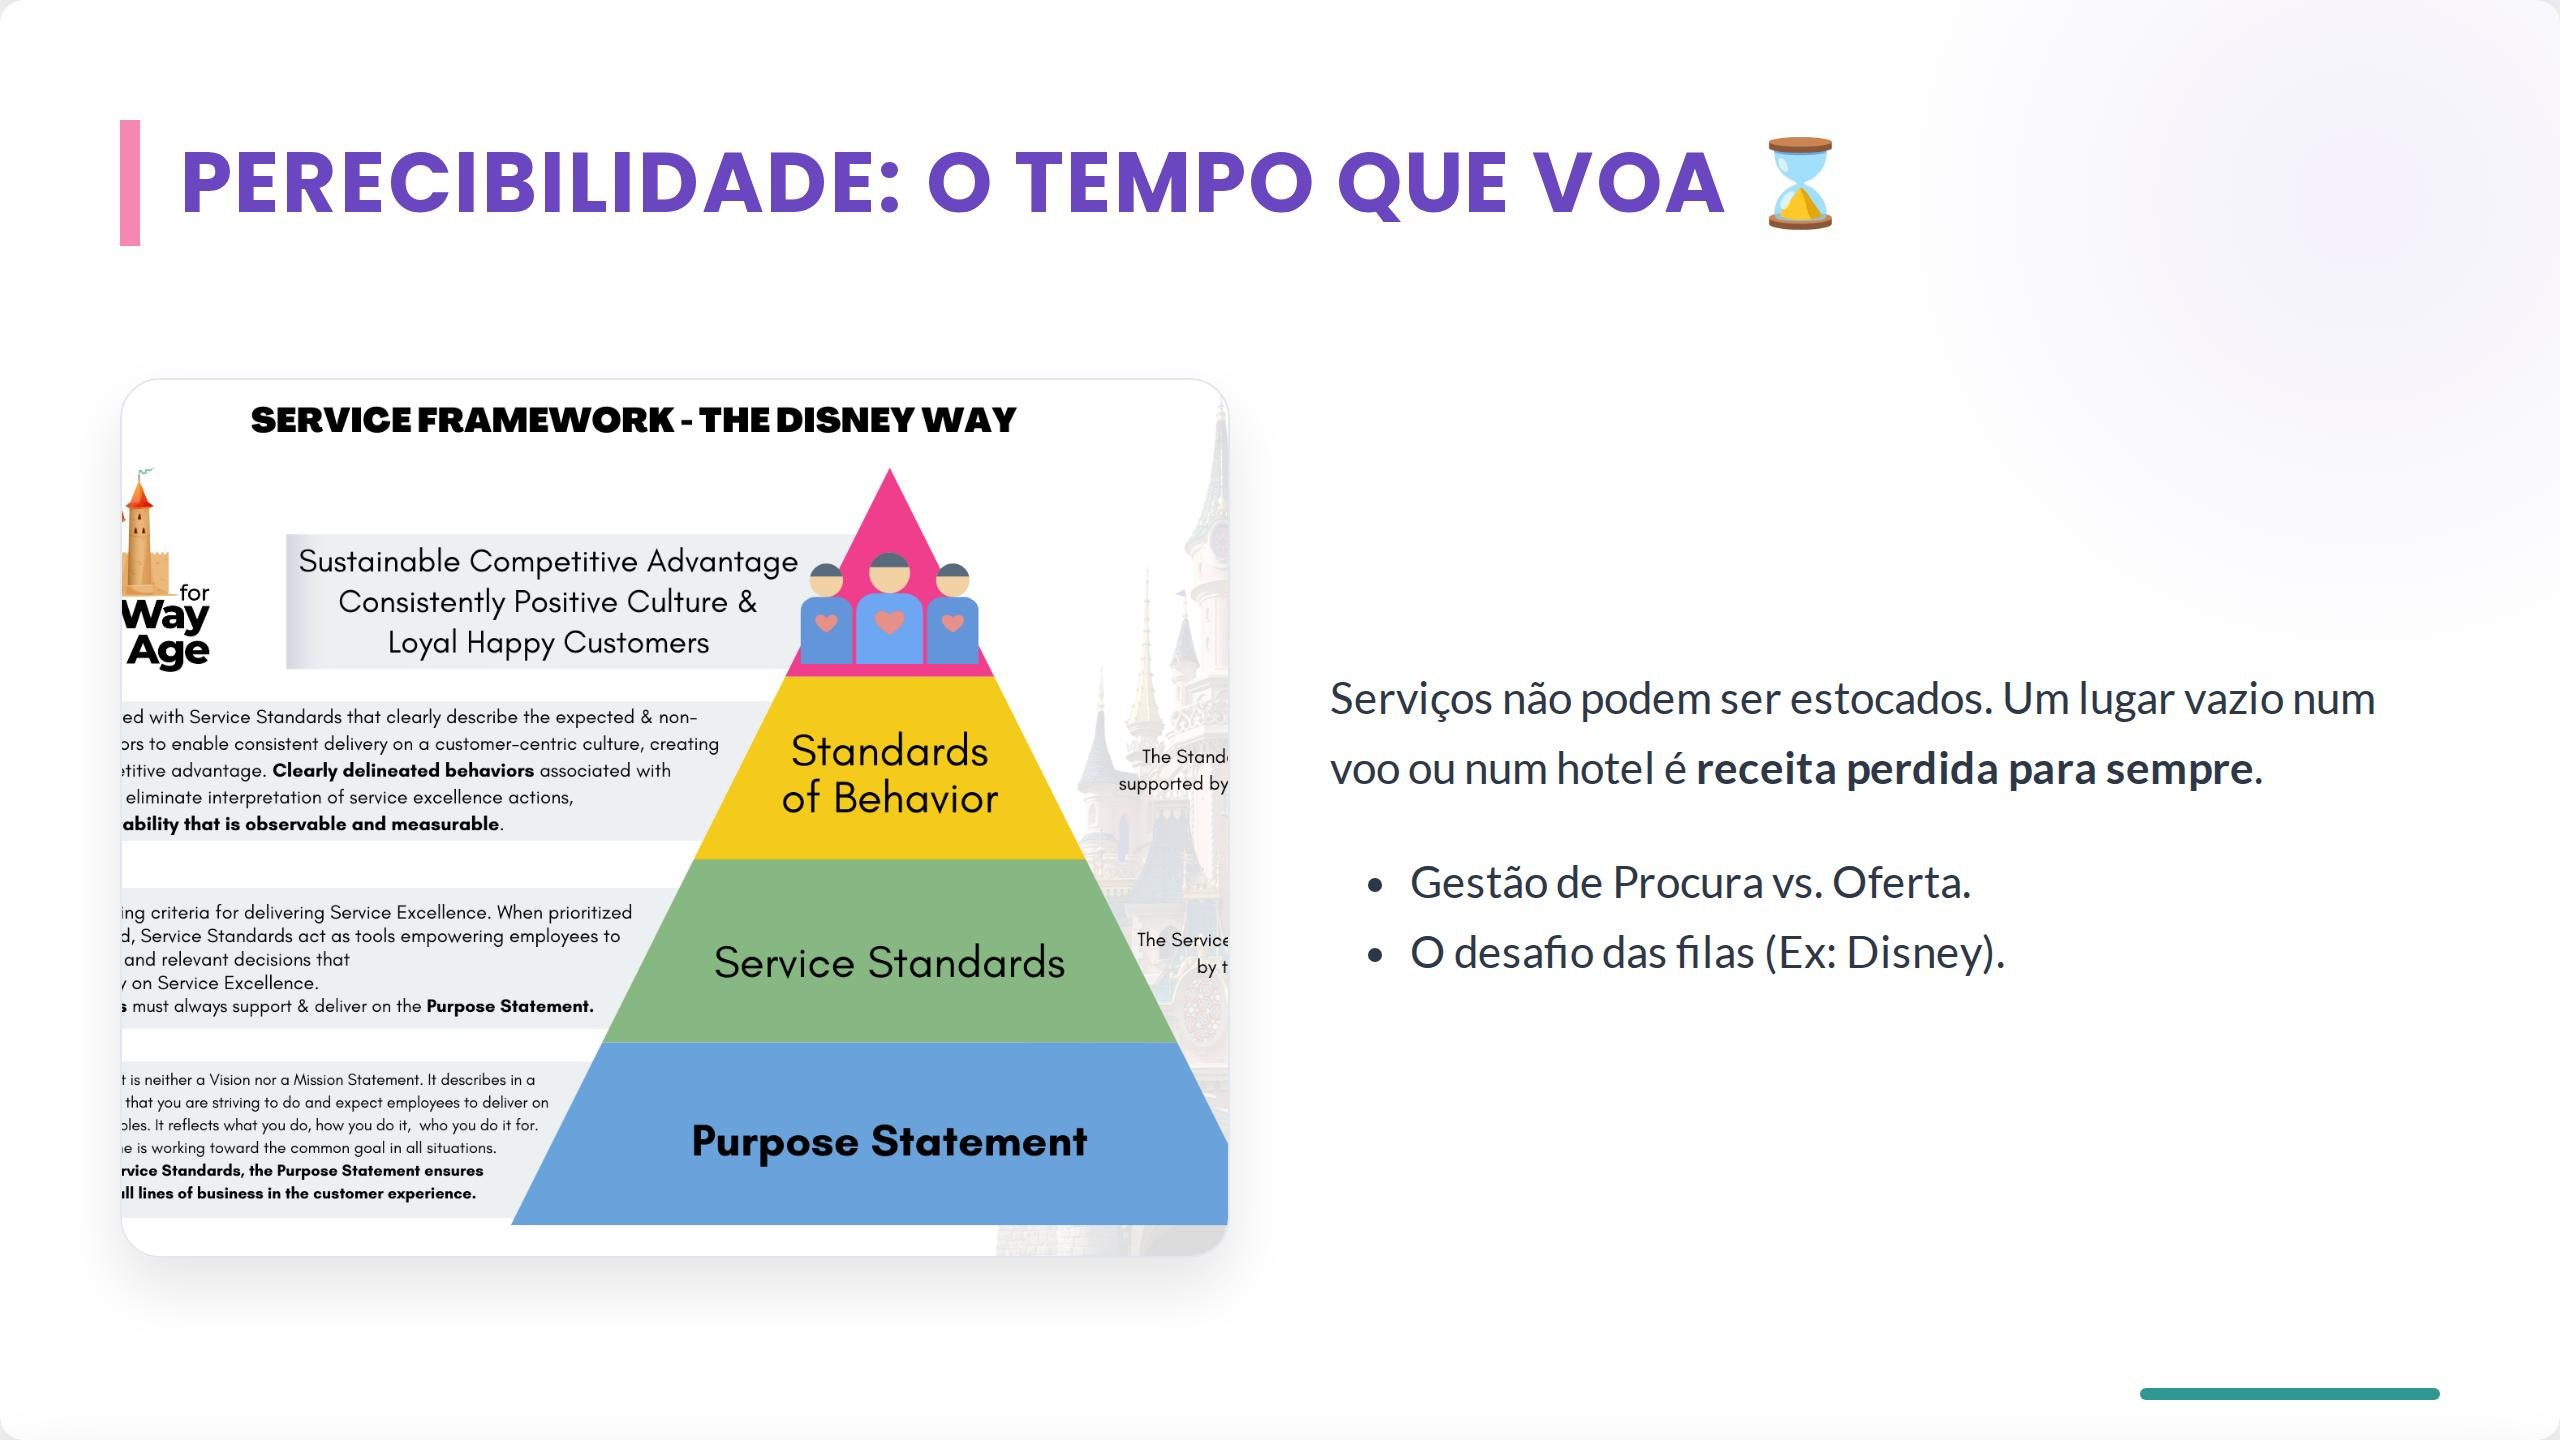 PERECIBILIDADE: O TEMPO QUE VOA
SERVICE FRAMEWORK - THE DISNEY WAY
for
Way
Age
Sustainable Competitive Advantage
Consistently Positive Culture &
Loyal Happy Customers
ed with Service Standards that clearly describe the expected & non-
ors to enable consistent delivery on a customer-centric culture, creating
etitive advantage. Clearly delineated behaviors associated with
eliminate interpretation of service excellence actions,
ability that is observable and measurable.
Standards
of Behavior
The Stand
supported by
ing criteria for delivering Service Excellence. When prioritized
d, Service Standards act as tools empowering employees to
and relevant decisions that
y on Service Excellence.
s must always support & deliver on the Purpose Statement.
Service Standards
The Service
by t
t is neither a Vision nor a Mission Statement. It describes in a
that you are striving to do and expect employees to deliver on
oles. It reflects what you do, how you do it, who you do it for.
ne is working toward the common goal in all situations.
rvice Standards, the Purpose Statement ensures
all lines of business in the customer experience.
Purpose Statement
Serviços não podem ser estocados. Um lugar vazio num
voo ou num hotel é receita perdida para sempre.
• Gestão de Procura vs. Oferta.
• O desafio das filas (Ex: Disney).